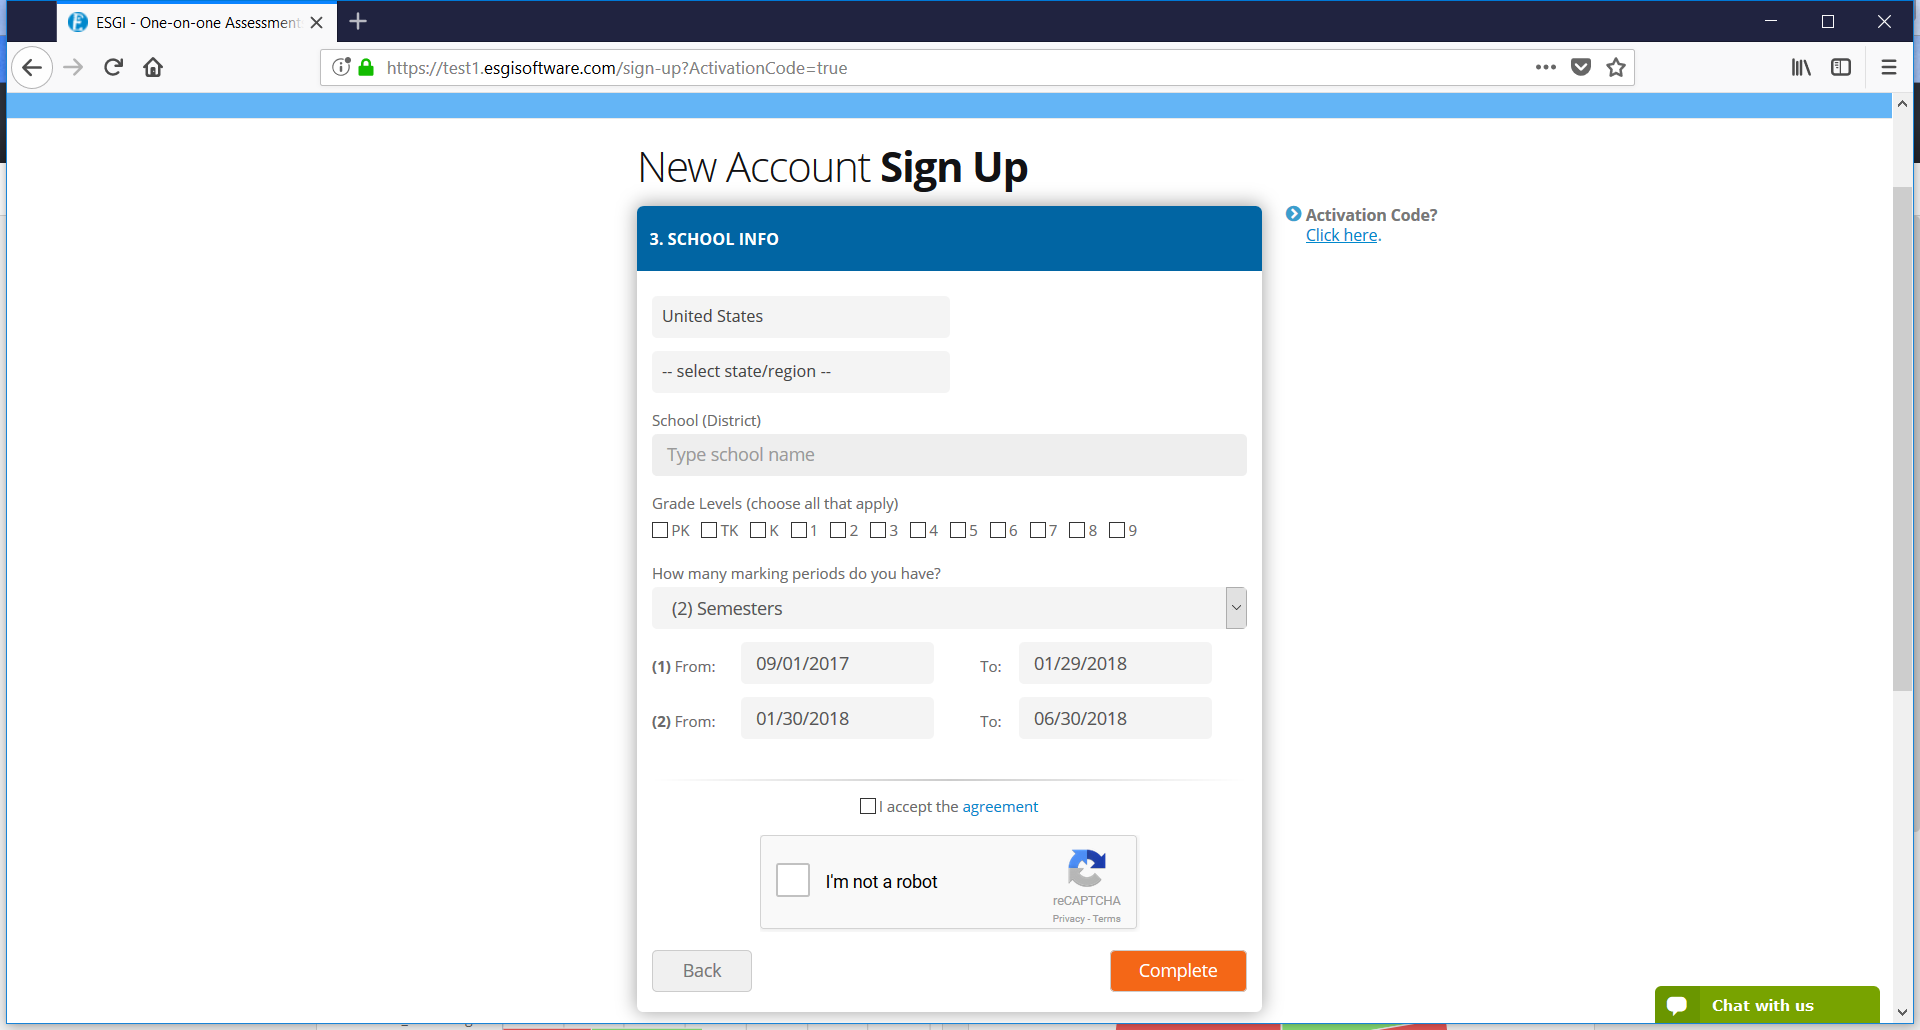 ESGI - One-on-one Assessment
https://test1.esgisoftware.com/sign-up?ActivationCode=true
New Account Sign Up
3. SCHOOL INFO
Activation Code?
Click here.
United States
-- select state/region --
School (District)
Type school name
Grade Levels (choose all that apply)
PK TK K 1 2 3 4 5 6 7 8 9
How many marking periods do you have?
(2) Semesters
(1) From: 09/01/2017 To: 01/29/2018
(2) From: 01/30/2018 To: 06/30/2018
I accept the agreement
I'm not a robot
reCAPTCHA
Privacy - Terms
Back
Complete
Chat with us